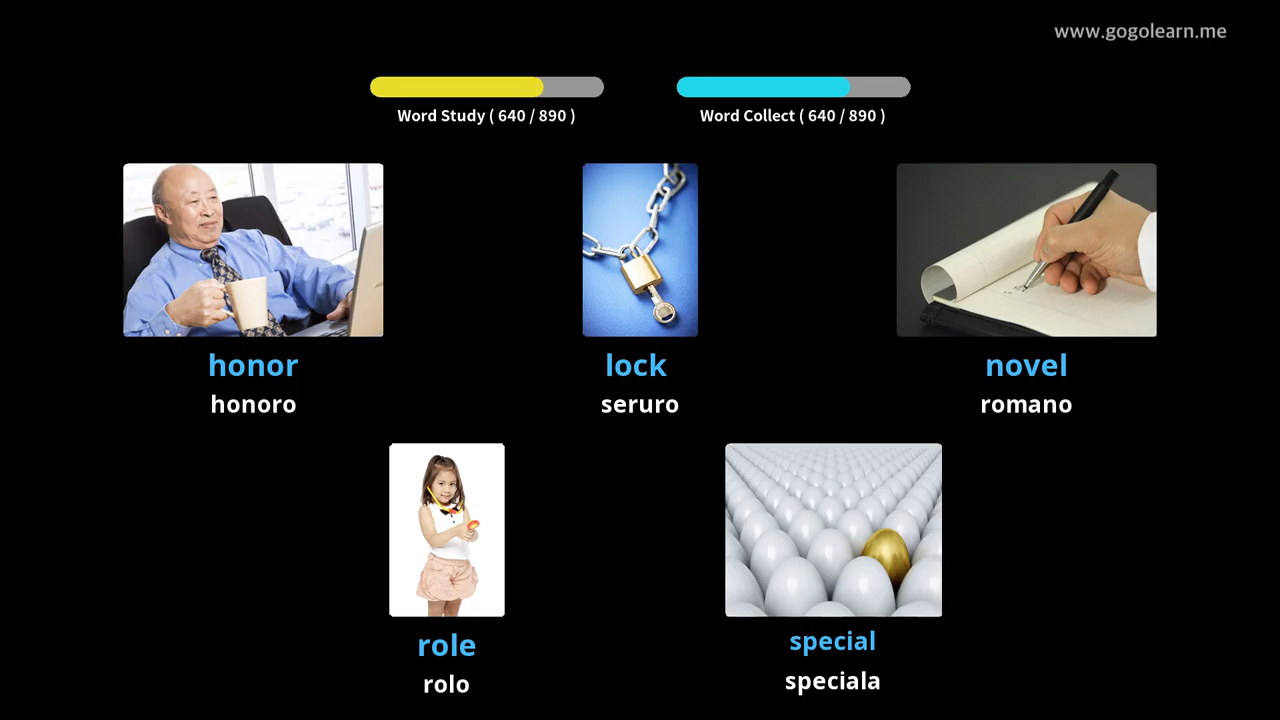 www.gogolearn.me
Word Study ( 640 / 890 )
Word Collect ( 640 / 890 )
honor
honoro
lock
seruro
novel
romano
role
rolo
special
speciala